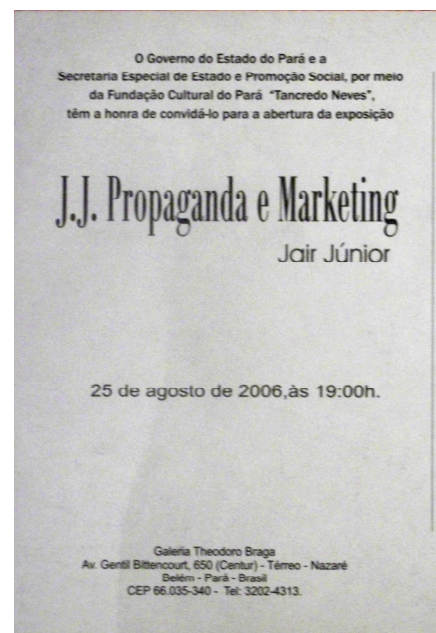 O Governo do Estado do Pará e a
Secretaria Especial de Estado e Promoção Social, por meio
da Fundação Cultural do Pará "Tancredo Neves",
têm a honra de convidá-lo para a abertura da exposição
J.J. Propaganda e Marketing
Jair Júnior
25 de agosto de 2006,às 19:00h.
Galeria Theodoro Braga
Av. Gentil Bittencourt, 650 (Centur) - Térreo - Nazaré
Belém - Pará - Brasil
CEP 66.035-340 - Tel: 3202-4313.